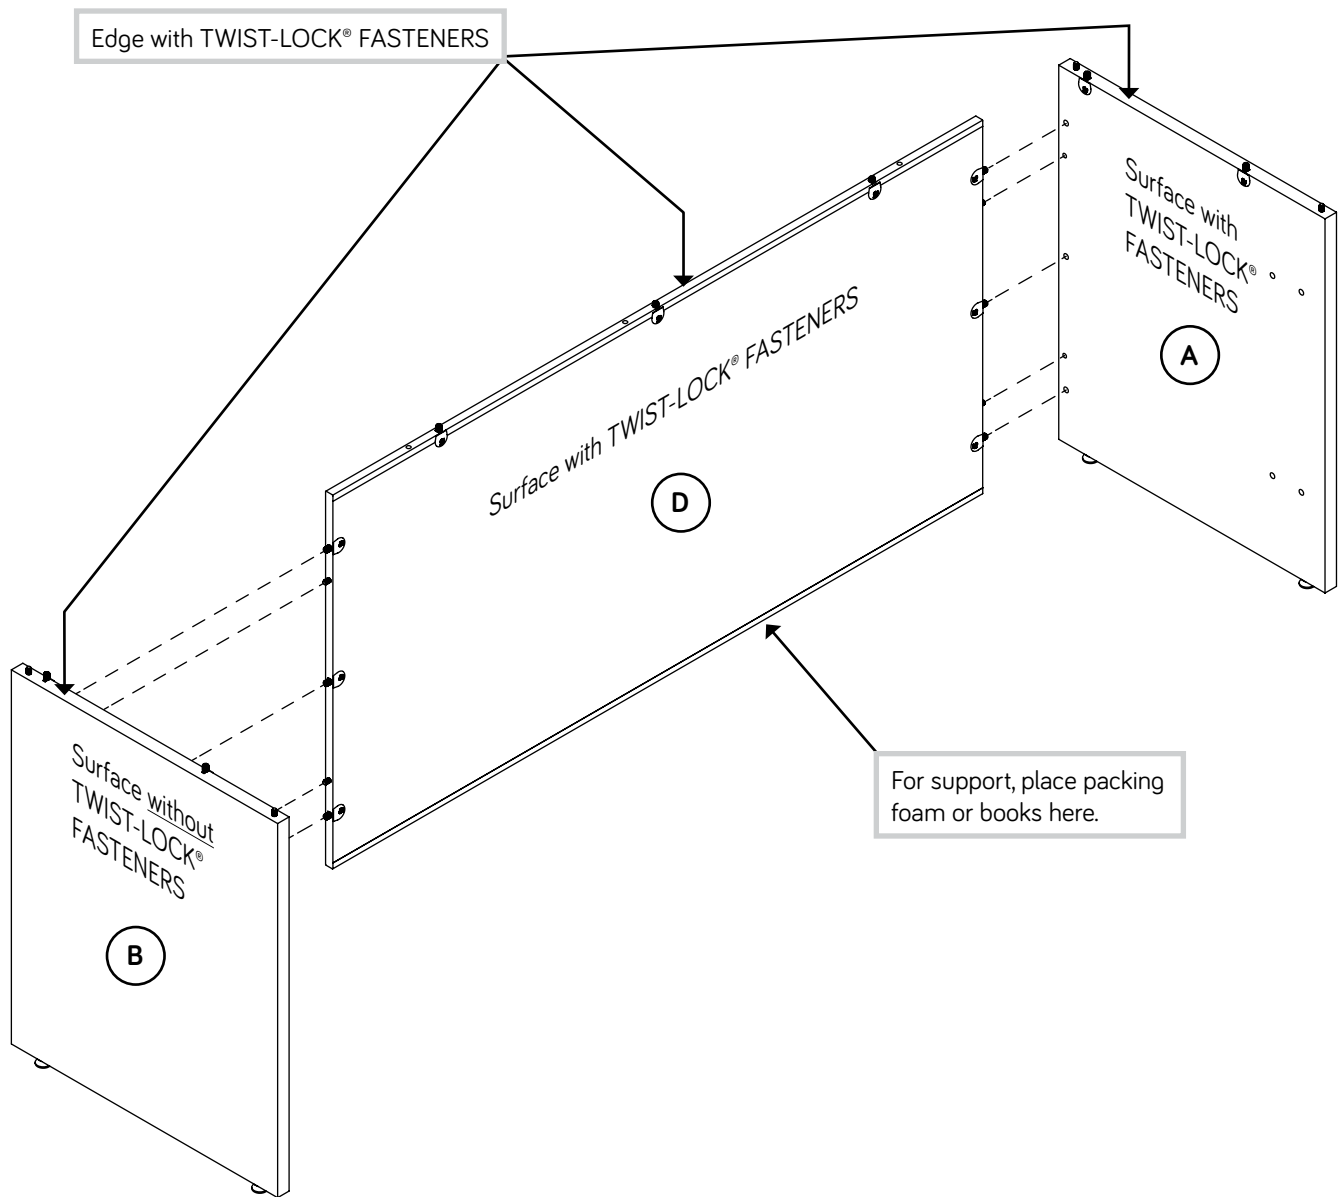 Edge with TWIST-LOCK® FASTENERS
Surface with
TWIST-LOCK®
FASTENERS
A
Surface with TWIST-LOCK® FASTENERS
D
Surface without
TWIST-LOCK®
FASTENERS
B
For support, place packing
foam or books here.